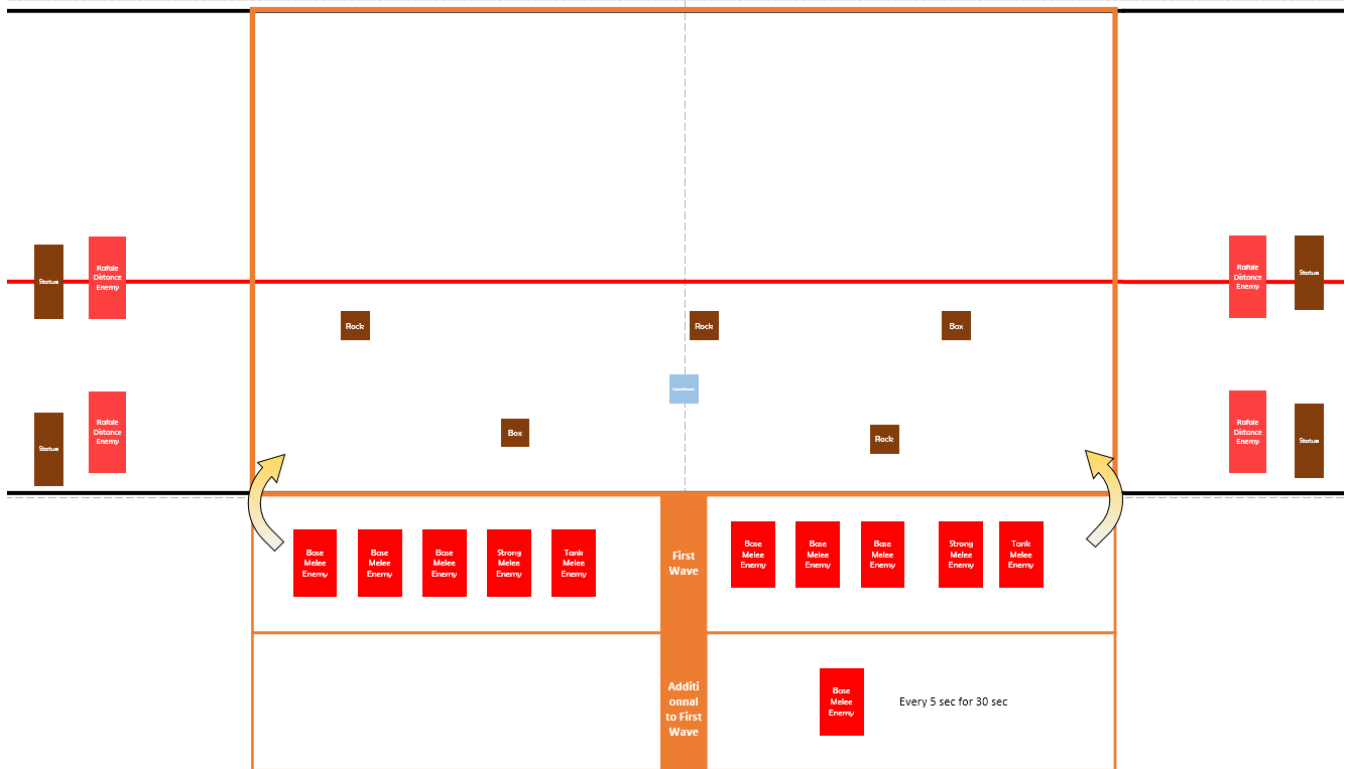 Statue
Rafale
Distance
Enemy
Rafale
Distance
Enemy
Statue
Rock
Rock
Box
Statue
Rafale
Distance
Enemy
Box
Rock
Rafale
Distance
Enemy
Statue
Base
Melee
Enemy
Base
Melee
Enemy
Base
Melee
Enemy
Strong
Melee
Enemy
Tank
Melee
Enemy
First
Wave
Base
Melee
Enemy
Base
Melee
Enemy
Base
Melee
Enemy
Strong
Melee
Enemy
Tank
Melee
Enemy
Additi
onnal
to First
Wave
Base
Melee
Enemy
Every 5 sec for 30 sec